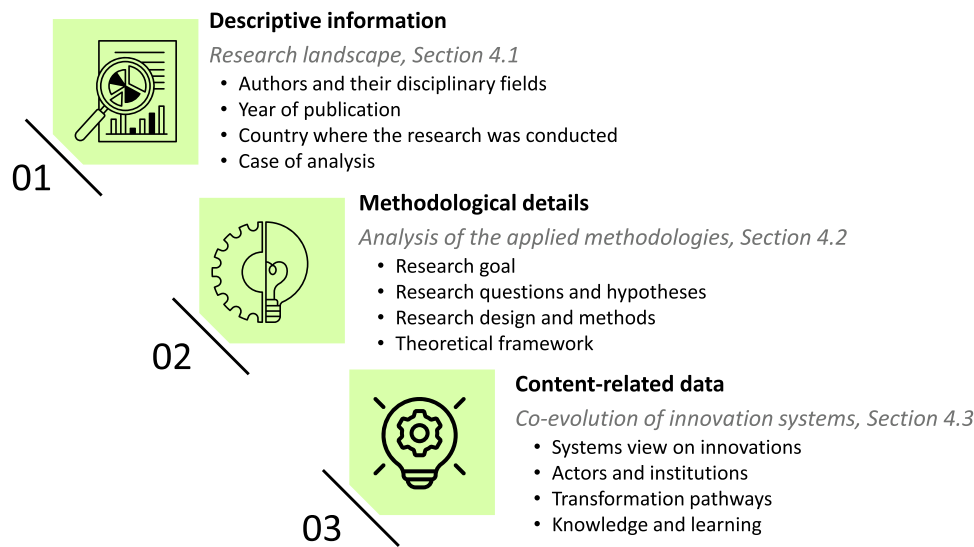 Descriptive information
Research landscape, Section 4.1
• Authors and their disciplinary fields
• Year of publication
• Country where the research was conducted
• Case of analysis
01
Methodological details
Analysis of the applied methodologies, Section 4.2
• Research goal
• Research questions and hypotheses
• Research design and methods
• Theoretical framework
02
Content-related data
Co-evolution of innovation systems, Section 4.3
• Systems view on innovations
• Actors and institutions
• Transformation pathways
• Knowledge and learning
03